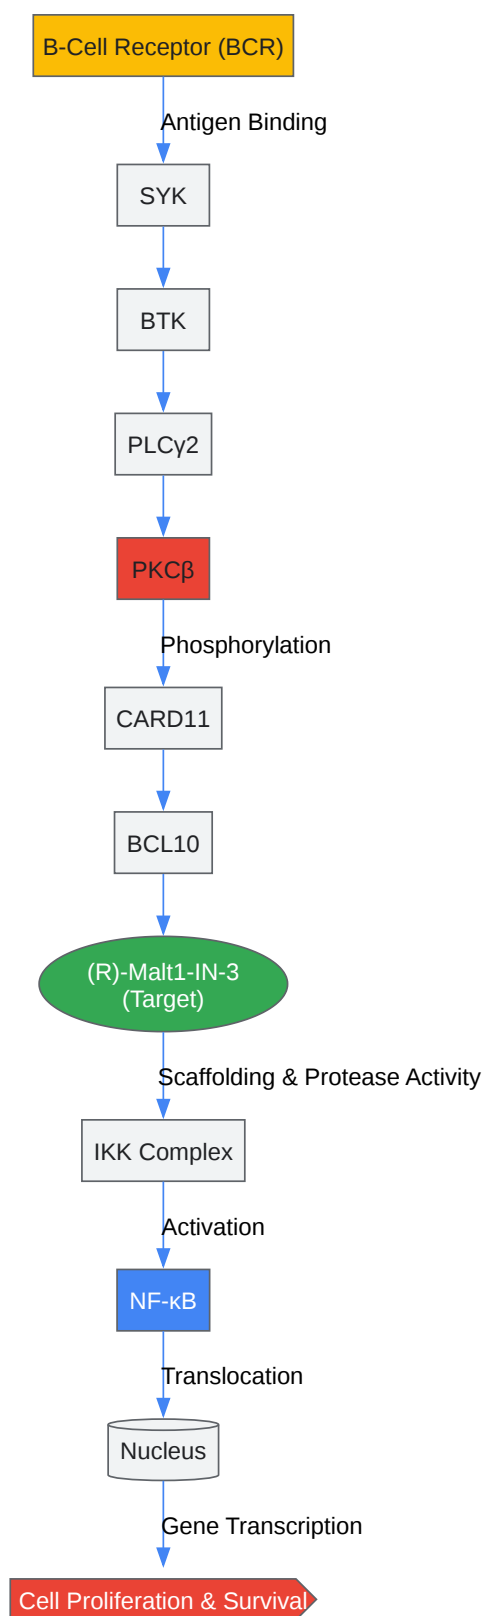 B-Cell Receptor (BCR)
Antigen Binding
SYK
BTK
PLCγ2
PKCβ
Phosphorylation
CARD11
BCL10
(R)-Malt1-IN-3
(Target)
Scaffolding & Protease Activity
IKK Complex
Activation
NF-κB
Translocation
Nucleus
Gene Transcription
Cell Proliferation & Survival